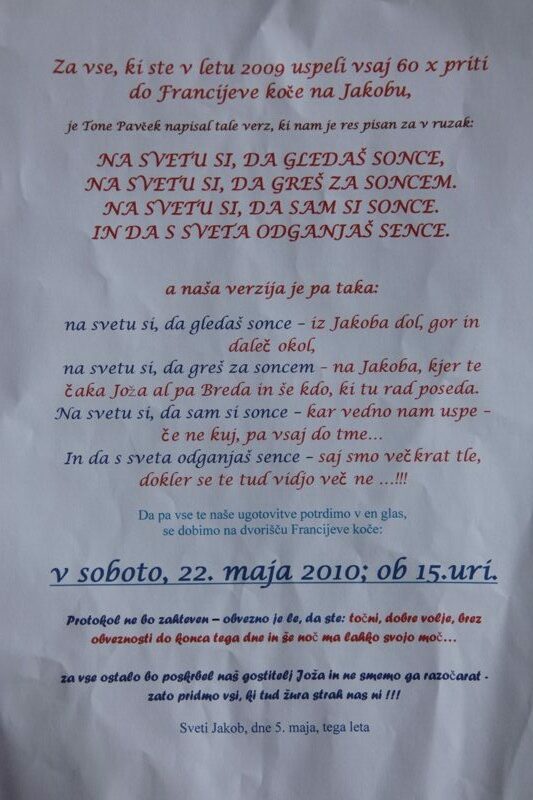 Za vse, ki ste v letu 2009 uspeli vsaj 60 x priti
do Francijeve koče na Jakobu,
je Tone Pavček napisal tale verz, ki nam je res pisan za v ruzak:
NA SVETU SI, DA GLEDAŠ SONCE,
NA SVETU SI, DA GREŠ ZA SONCEM.
NA SVETU SI, DA SAM SI SONCE.
IN DA S SVETA ODGANJAŠ SENCE.
a naša verzija je pa taka:
na svetu si, da gledaš sonce – iz Jakoba dol, gor in
daleč okol,
na svetu si, da greš za soncem – na Jakoba, kjer te
čaka Joža al pa Breda in še kdo, ki tu rad poseda.
Na svetu si, da sam si sonce – kar vedno nam uspe –
če ne kuj, pa vsaj do tme...
In da s sveta odganjaš sence – saj smo večkrat tle,
dokler se te tud vidjo več ne ...!!!
Da pa vse te naše ugotovitve potrdimo v en glas,
se dobimo na dvorišču Francijeve koče:
v soboto, 22. maja 2010; ob 15.uri.
Protokol ne bo zahteven – obvezno je le, da ste: točni, dobre volje, brez
obveznosti do konca tega dne in še noč ma lahko svojo moč...
za vse ostalo bo poskrbel naš gostitelj Joža in ne smemo ga razočarat -
zato pridmo vsi, ki tud žura strah nas ni !!!
Sveti Jakob, dne 5. maja, tega leta